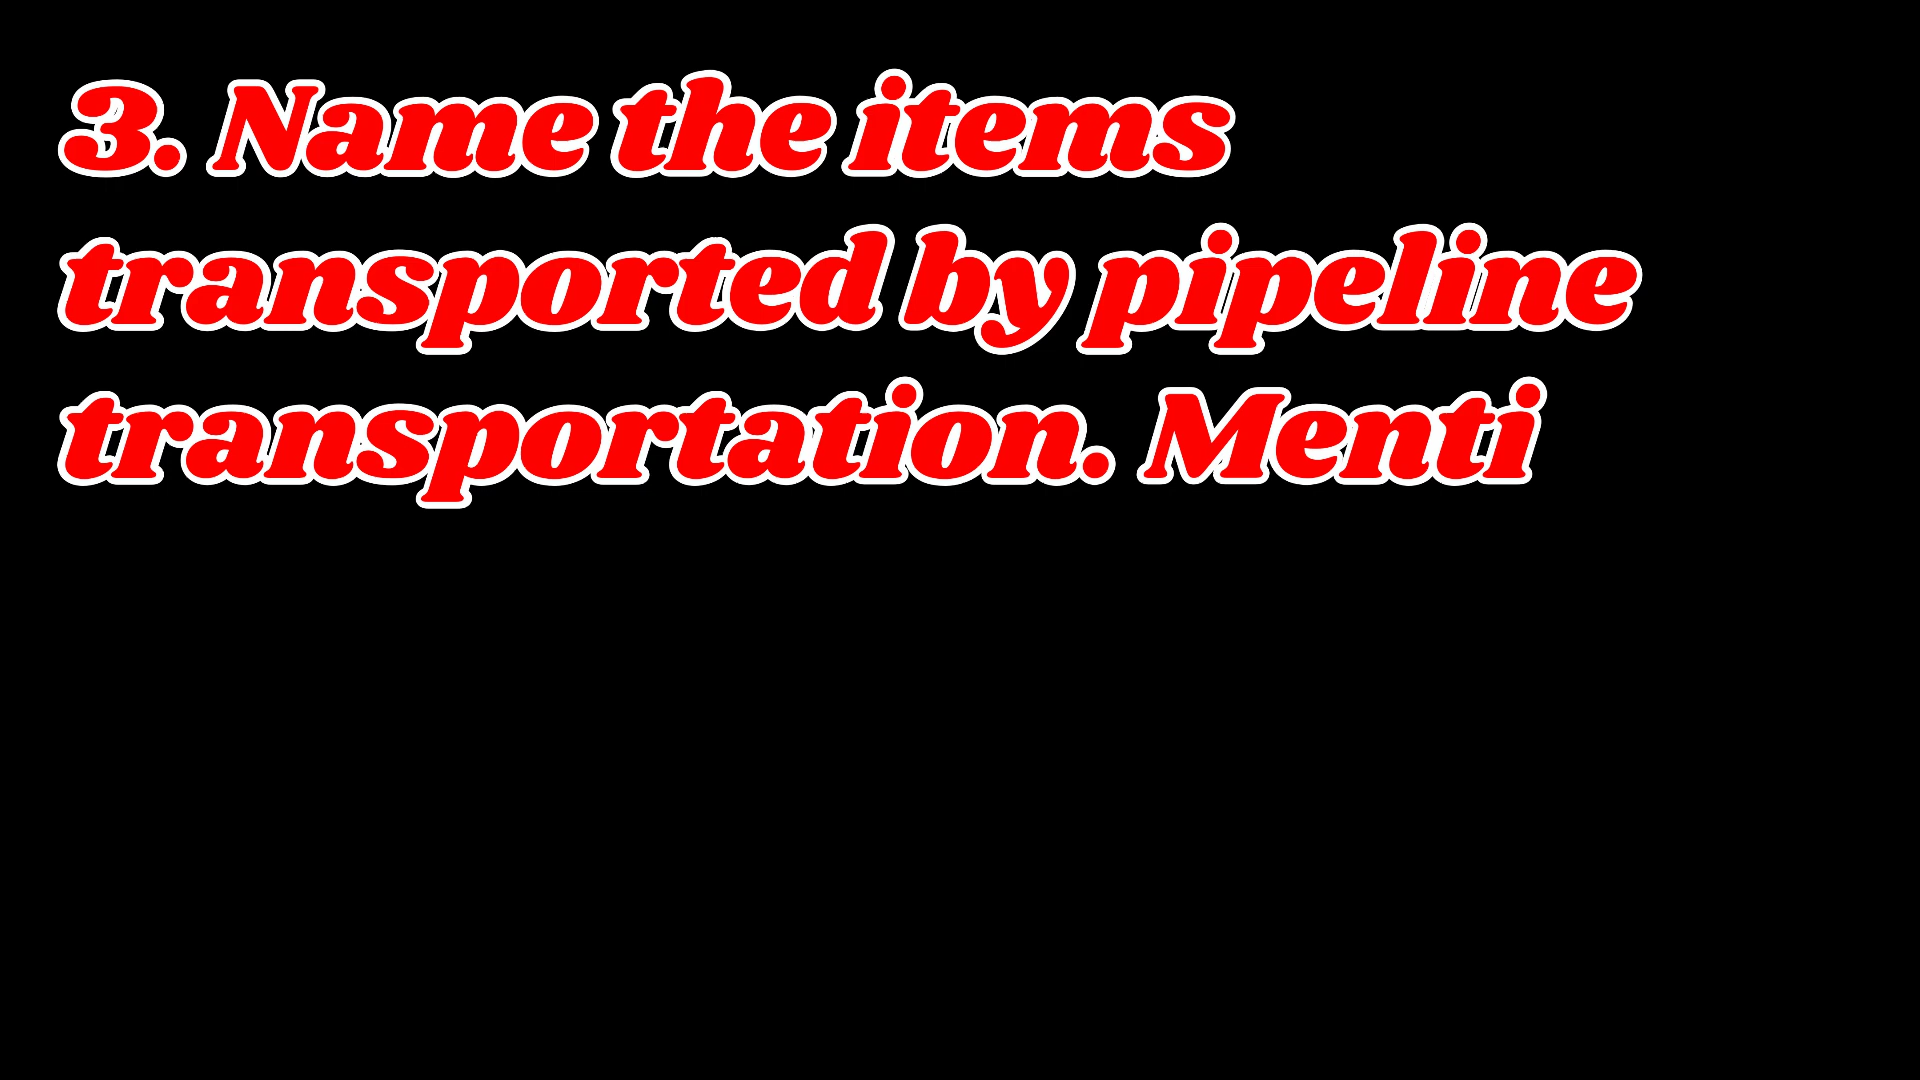 3. Name the items
transported by pipeline
transportation. Menti